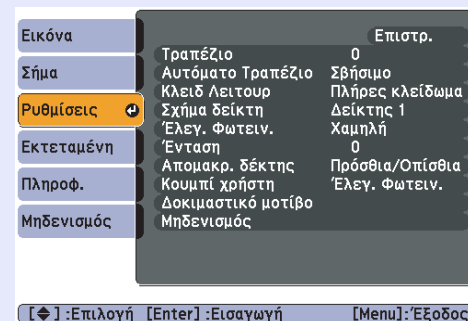 Εικόνα
Σήμα
Ρυθμίσεις
Εκτεταμένη
Πληροφ.
Μηδενισμός
Επιστρ.
Τραπέζιο 0
Αυτόματο Τραπέζιο Σβήσιμο
Κλειδ Λειτουρ Πλήρες κλείδωμα
Σχήμα δείκτη Δείκτης 1
Έλεγ. Φωτειν. Χαμηλή
Ένταση 0
Απομακρ. δέκτης Πρόσθια/Οπίσθια
Κουμπί χρήστη Έλεγ. Φωτειν.
Δοκιμαστικό μοτίβο
Μηδενισμός
[◆] :Επιλογή [Enter] :Εισαγωγή [Menu]:Έξοδος